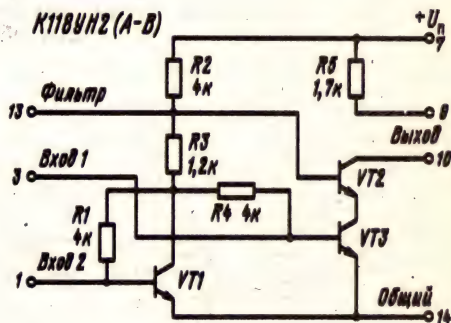 К118УН2 (А-В)
+Uп
7
R2
4к
R5
1,7к
Фильтр
13
9
R3
1,2к
Выход
Вход 1
10
3
VT2
R1
4к
R4 4к
VT3
Вход 2
1
VT1
Общий
14